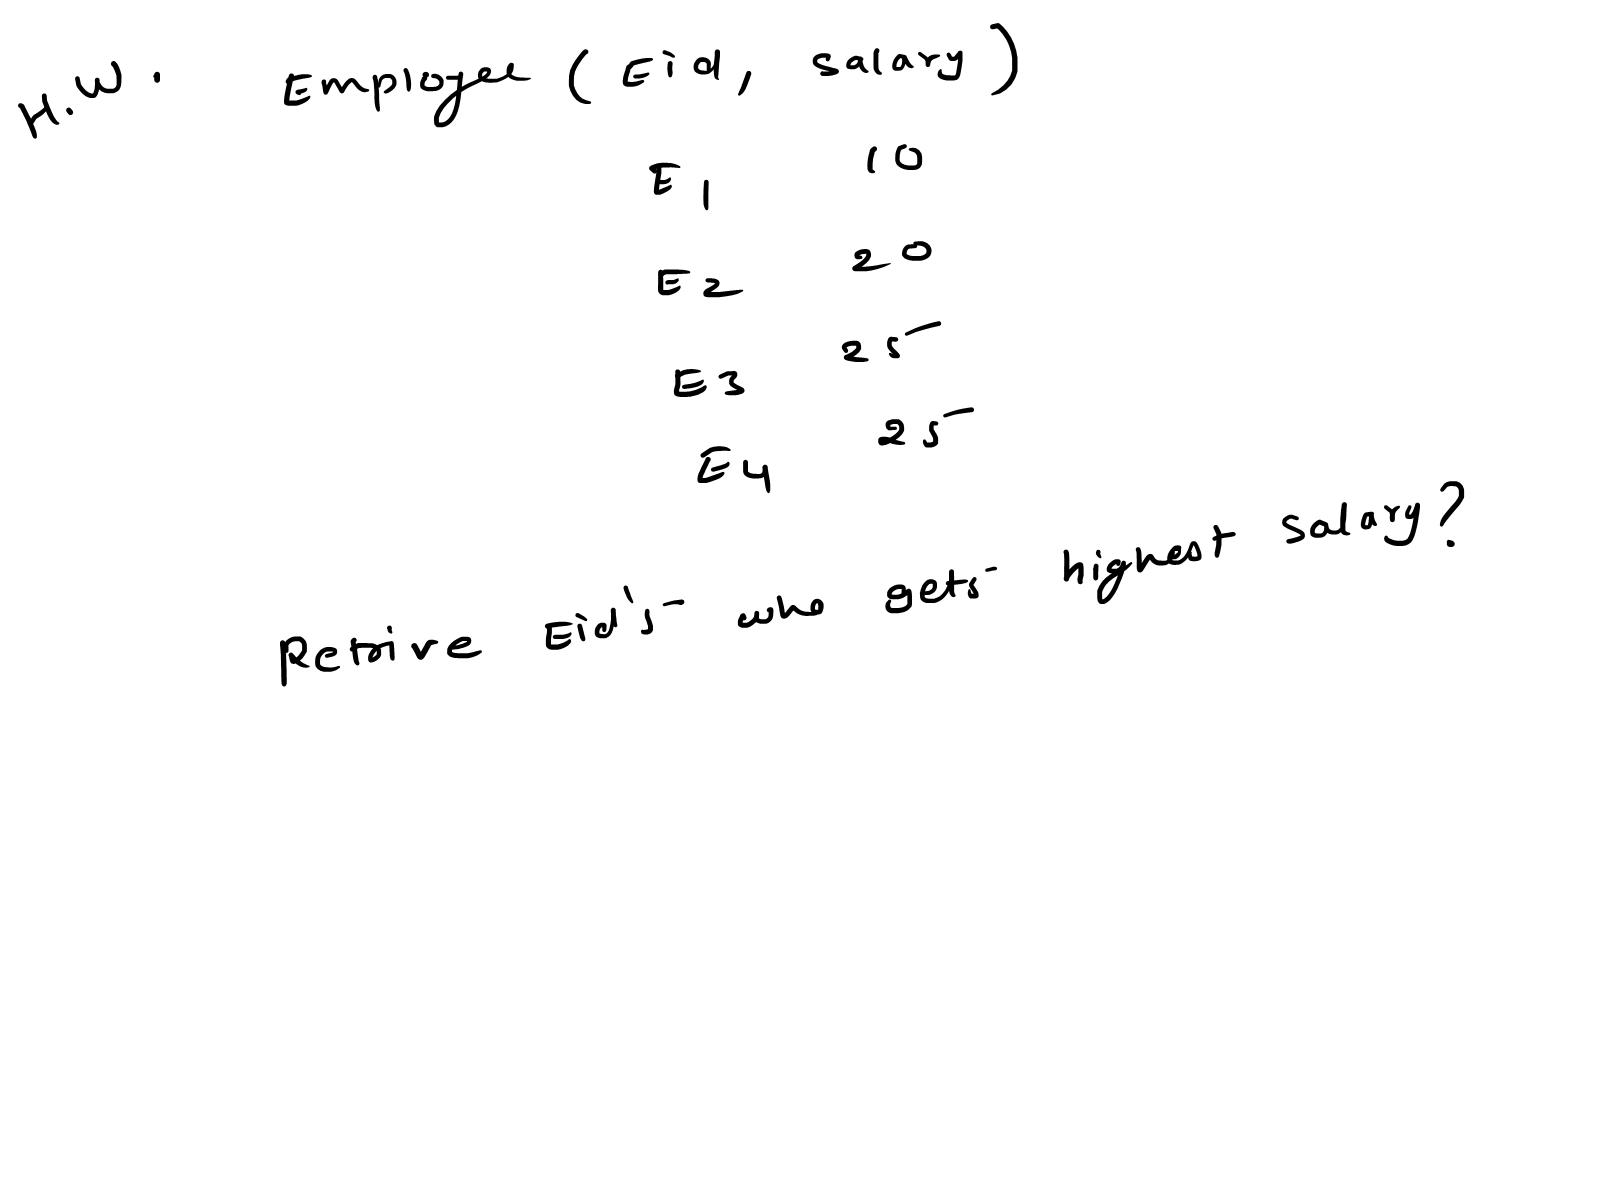 H.W. Employee ( Eid, salary )
E1 10
E2 20
E3 25
E4 25
Retrive Eid's who gets highest salary?